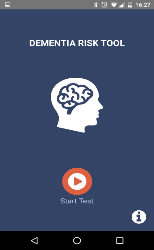 16:27
DEMENTIA RISK TOOL
Start Test
i